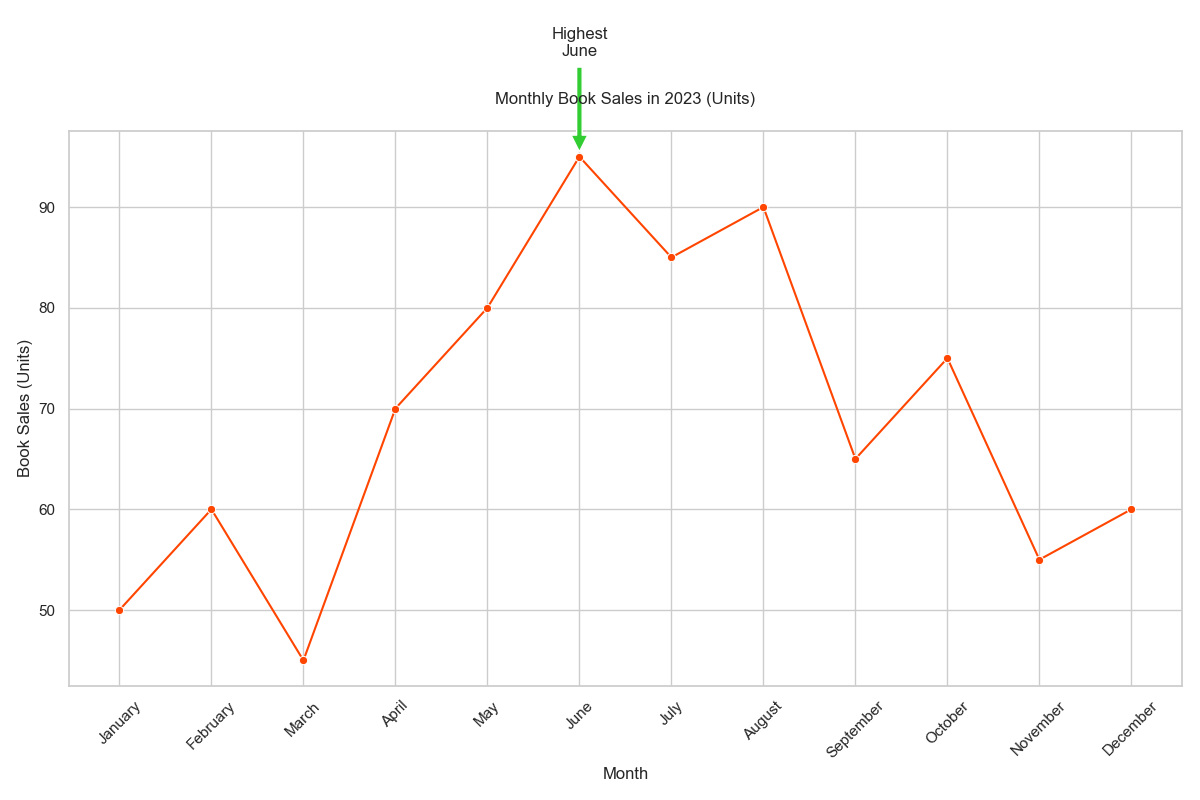 Highest
June
Monthly Book Sales in 2023 (Units)
Book Sales (Units)
90
80
70
60
50
January
February
March
April
May
June
July
August
September
October
November
December
Month